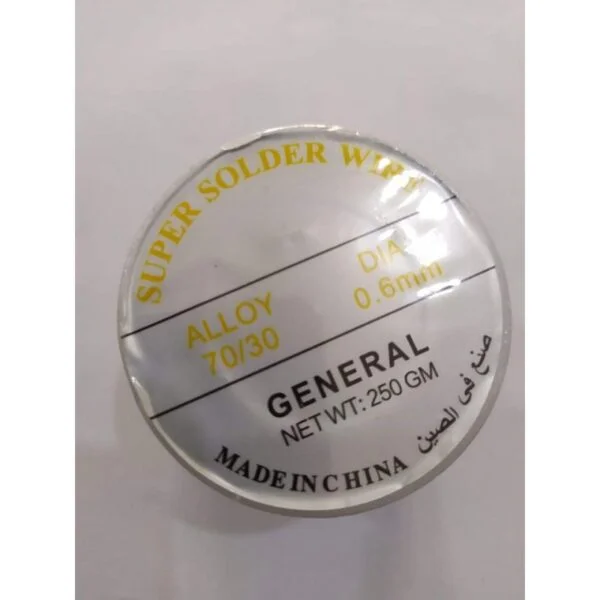 SUPER SOLDER WIRE
ALLOY
70/30
DIA
0.6mm
GENERAL
NET WT: 250 GM
MADE IN CHINA
صنع فى الصين